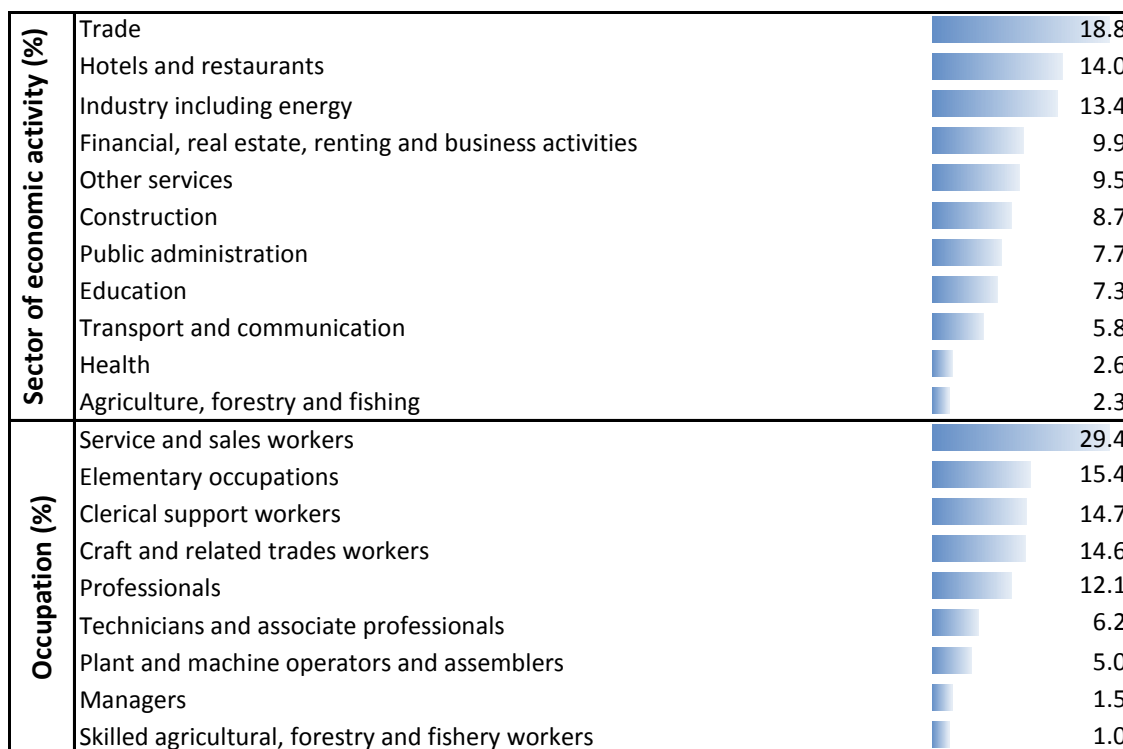 Sector of economic activity (%)
Trade 18.8
Hotels and restaurants 14.0
Industry including energy 13.4
Financial, real estate, renting and business activities 9.9
Other services 9.5
Construction 8.7
Public administration 7.7
Education 7.3
Transport and communication 5.8
Health 2.6
Agriculture, forestry and fishing 2.3
Occupation (%)
Service and sales workers 29.4
Elementary occupations 15.4
Clerical support workers 14.7
Craft and related trades workers 14.6
Professionals 12.1
Technicians and associate professionals 6.2
Plant and machine operators and assemblers 5.0
Managers 1.5
Skilled agricultural, forestry and fishery workers 1.0